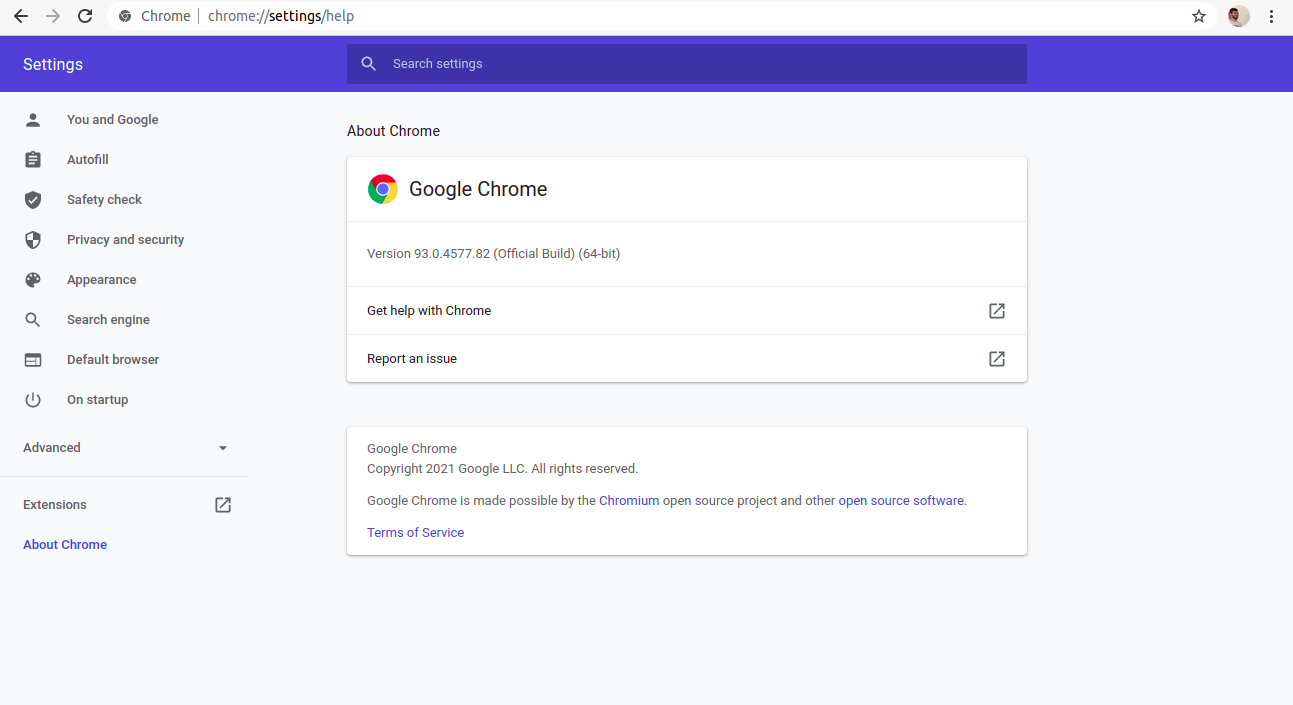 Chrome | chrome://settings/help
Settings
Search settings
You and Google
Autofill
Safety check
Privacy and security
Appearance
Search engine
Default browser
On startup
Advanced
Extensions
About Chrome
About Chrome
Google Chrome
Version 93.0.4577.82 (Official Build) (64-bit)
Get help with Chrome
Report an issue
Google Chrome
Copyright 2021 Google LLC. All rights reserved.
Google Chrome is made possible by the Chromium open source project and other open source software.
Terms of Service